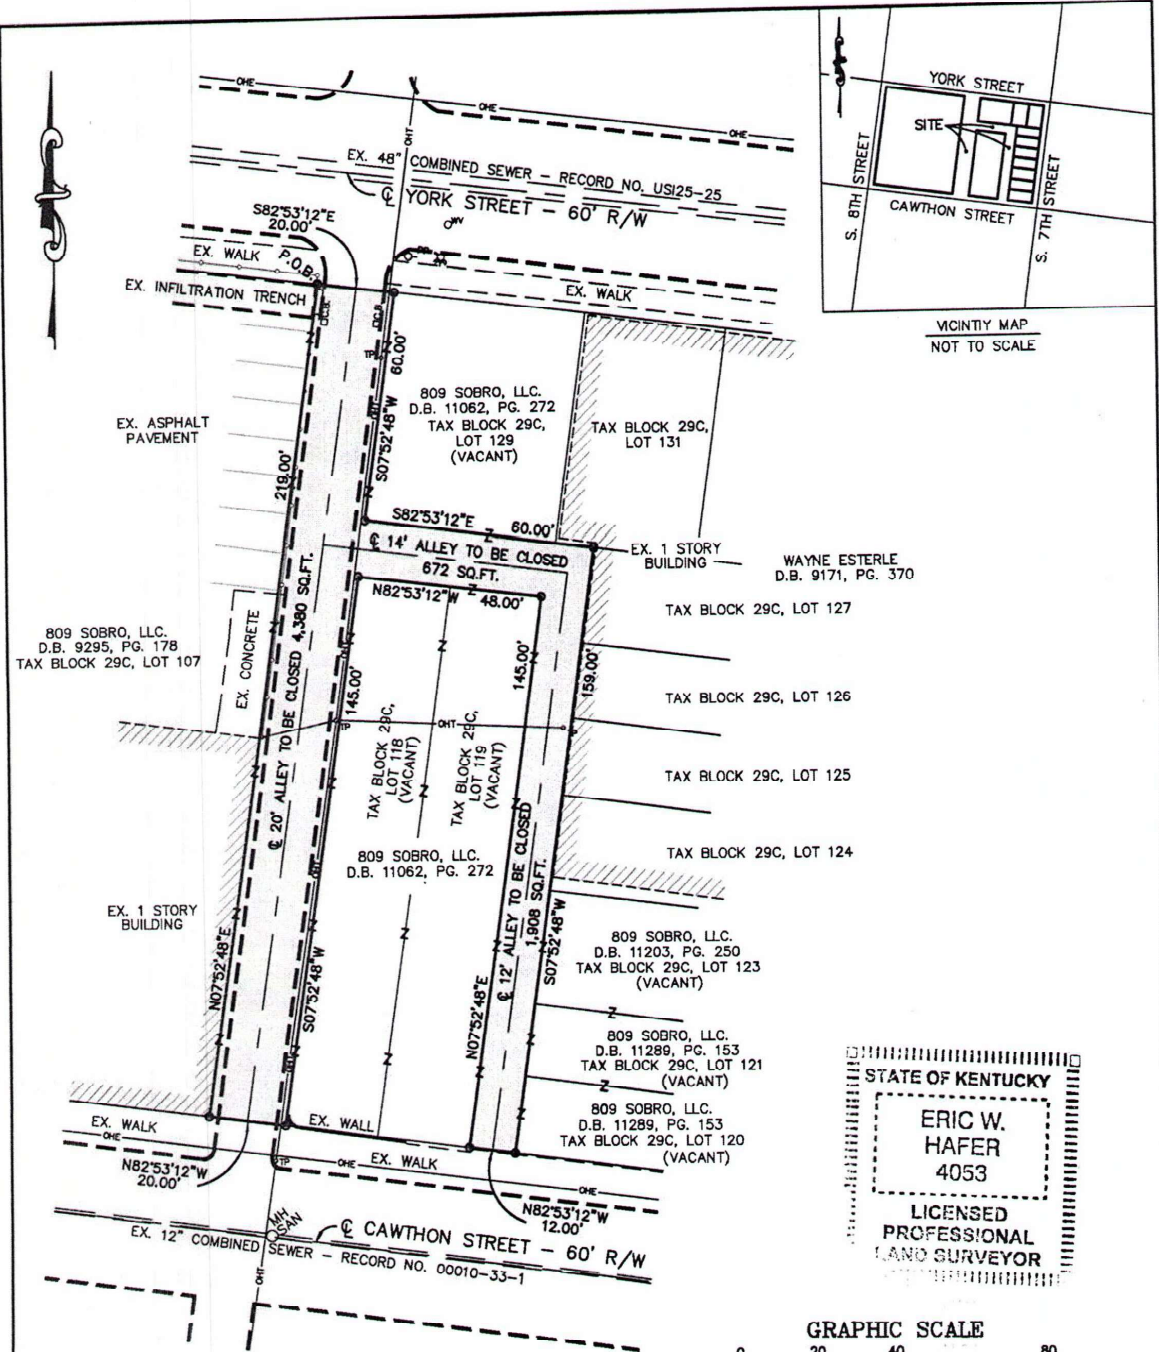 YORK STREET
SITE
S. 8TH STREET
CAWTHON STREET
S. 7TH STREET
VICINTIY MAP
NOT TO SCALE
OHE
OHE
OHE
OHT
EX. 48" COMBINED SEWER - RECORD NO. USI25-25
℄ YORK STREET - 60' R/W
WV
S82°53'12"E
20.00'
EX. WALK
P.O.B.
PP
EX. INFILTRATION TRENCH
EX. WALK
C.B.
C.B.
TP
60.00'
S07°52'48"W
809 SOBRO, LLC.
D.B. 11062, PG. 272
TAX BLOCK 29C,
LOT 129
(VACANT)
TAX BLOCK 29C,
LOT 131
EX. ASPHALT
PAVEMENT
219.00'
S82°53'12"E
60.00'
℄ 14' ALLEY TO BE CLOSED
672 SQ.FT.
N82°53'12"W
48.00'
EX. 1 STORY
BUILDING
WAYNE ESTERLE
D.B. 9171, PG. 370
TAX BLOCK 29C, LOT 127
809 SOBRO, LLC.
D.B. 9295, PG. 178
TAX BLOCK 29C, LOT 107
EX. CONCRETE
℄ 20' ALLEY TO BE CLOSED 4,380 SQ.FT.
145.00'
145.00'
159.00'
TAX BLOCK 29C, LOT 126
OHT
TP
TAX BLOCK 29C,
LOT 118
(VACANT)
TAX BLOCK 29C,
LOT 119
(VACANT)
TAX BLOCK 29C, LOT 125
TAX BLOCK 29C, LOT 124
809 SOBRO, LLC.
D.B. 11062, PG. 272
℄ 12' ALLEY TO BE CLOSED
1,908 SQ.FT.
EX. 1 STORY
BUILDING
N07°52'48"E
S07°52'48"W
N07°52'48"E
S07°52'48"W
809 SOBRO, LLC.
D.B. 11203, PG. 250
TAX BLOCK 29C, LOT 123
(VACANT)
809 SOBRO, LLC.
D.B. 11289, PG. 153
TAX BLOCK 29C, LOT 121
(VACANT)
809 SOBRO, LLC.
D.B. 11289, PG. 153
TAX BLOCK 29C, LOT 120
(VACANT)
EX. WALK
EX. WALL
OHE
TP
OHE
EX. WALK
OHE
N82°53'12"W
20.00'
N82°53'12"W
12.00'
MH
SAN
℄ CAWTHON STREET - 60' R/W
EX. 12" COMBINED SEWER - RECORD NO. 00010-33-1
OHT
STATE OF KENTUCKY
ERIC W.
HAFER
4053
LICENSED
PROFESSIONAL
LAND SURVEYOR
GRAPHIC SCALE
0 20 40 80